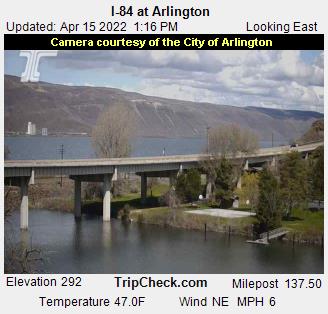 I-84 at Arlington
Updated: Apr 15 2022 1:16 PM Looking East
Camera courtesy of the City of Arlington
Elevation 292 TripCheck.com Milepost 137.50
Temperature 47.0F Wind NE MPH 6